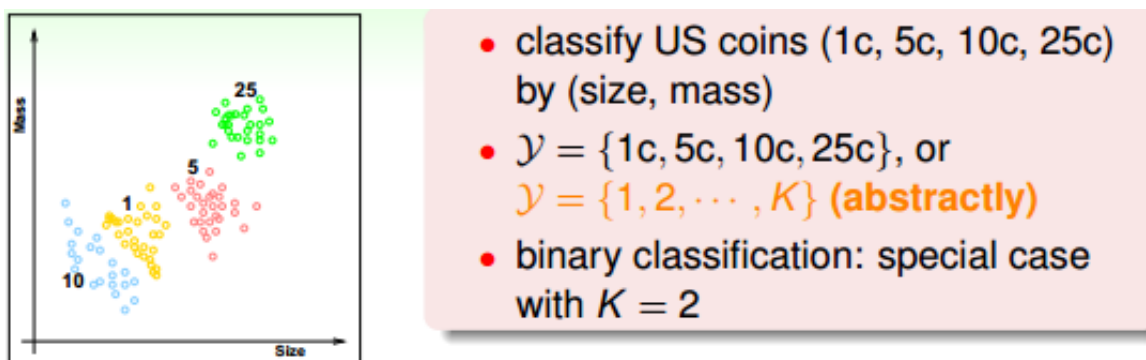 Mass
25
5
1
10
Size
• classify US coins (1c, 5c, 10c, 25c)
by (size, mass)
• 𝒴 = {1c, 5c, 10c, 25c}, or
𝒴 = {1, 2, ⋯ , K} (abstractly)
• binary classification: special case
with K = 2